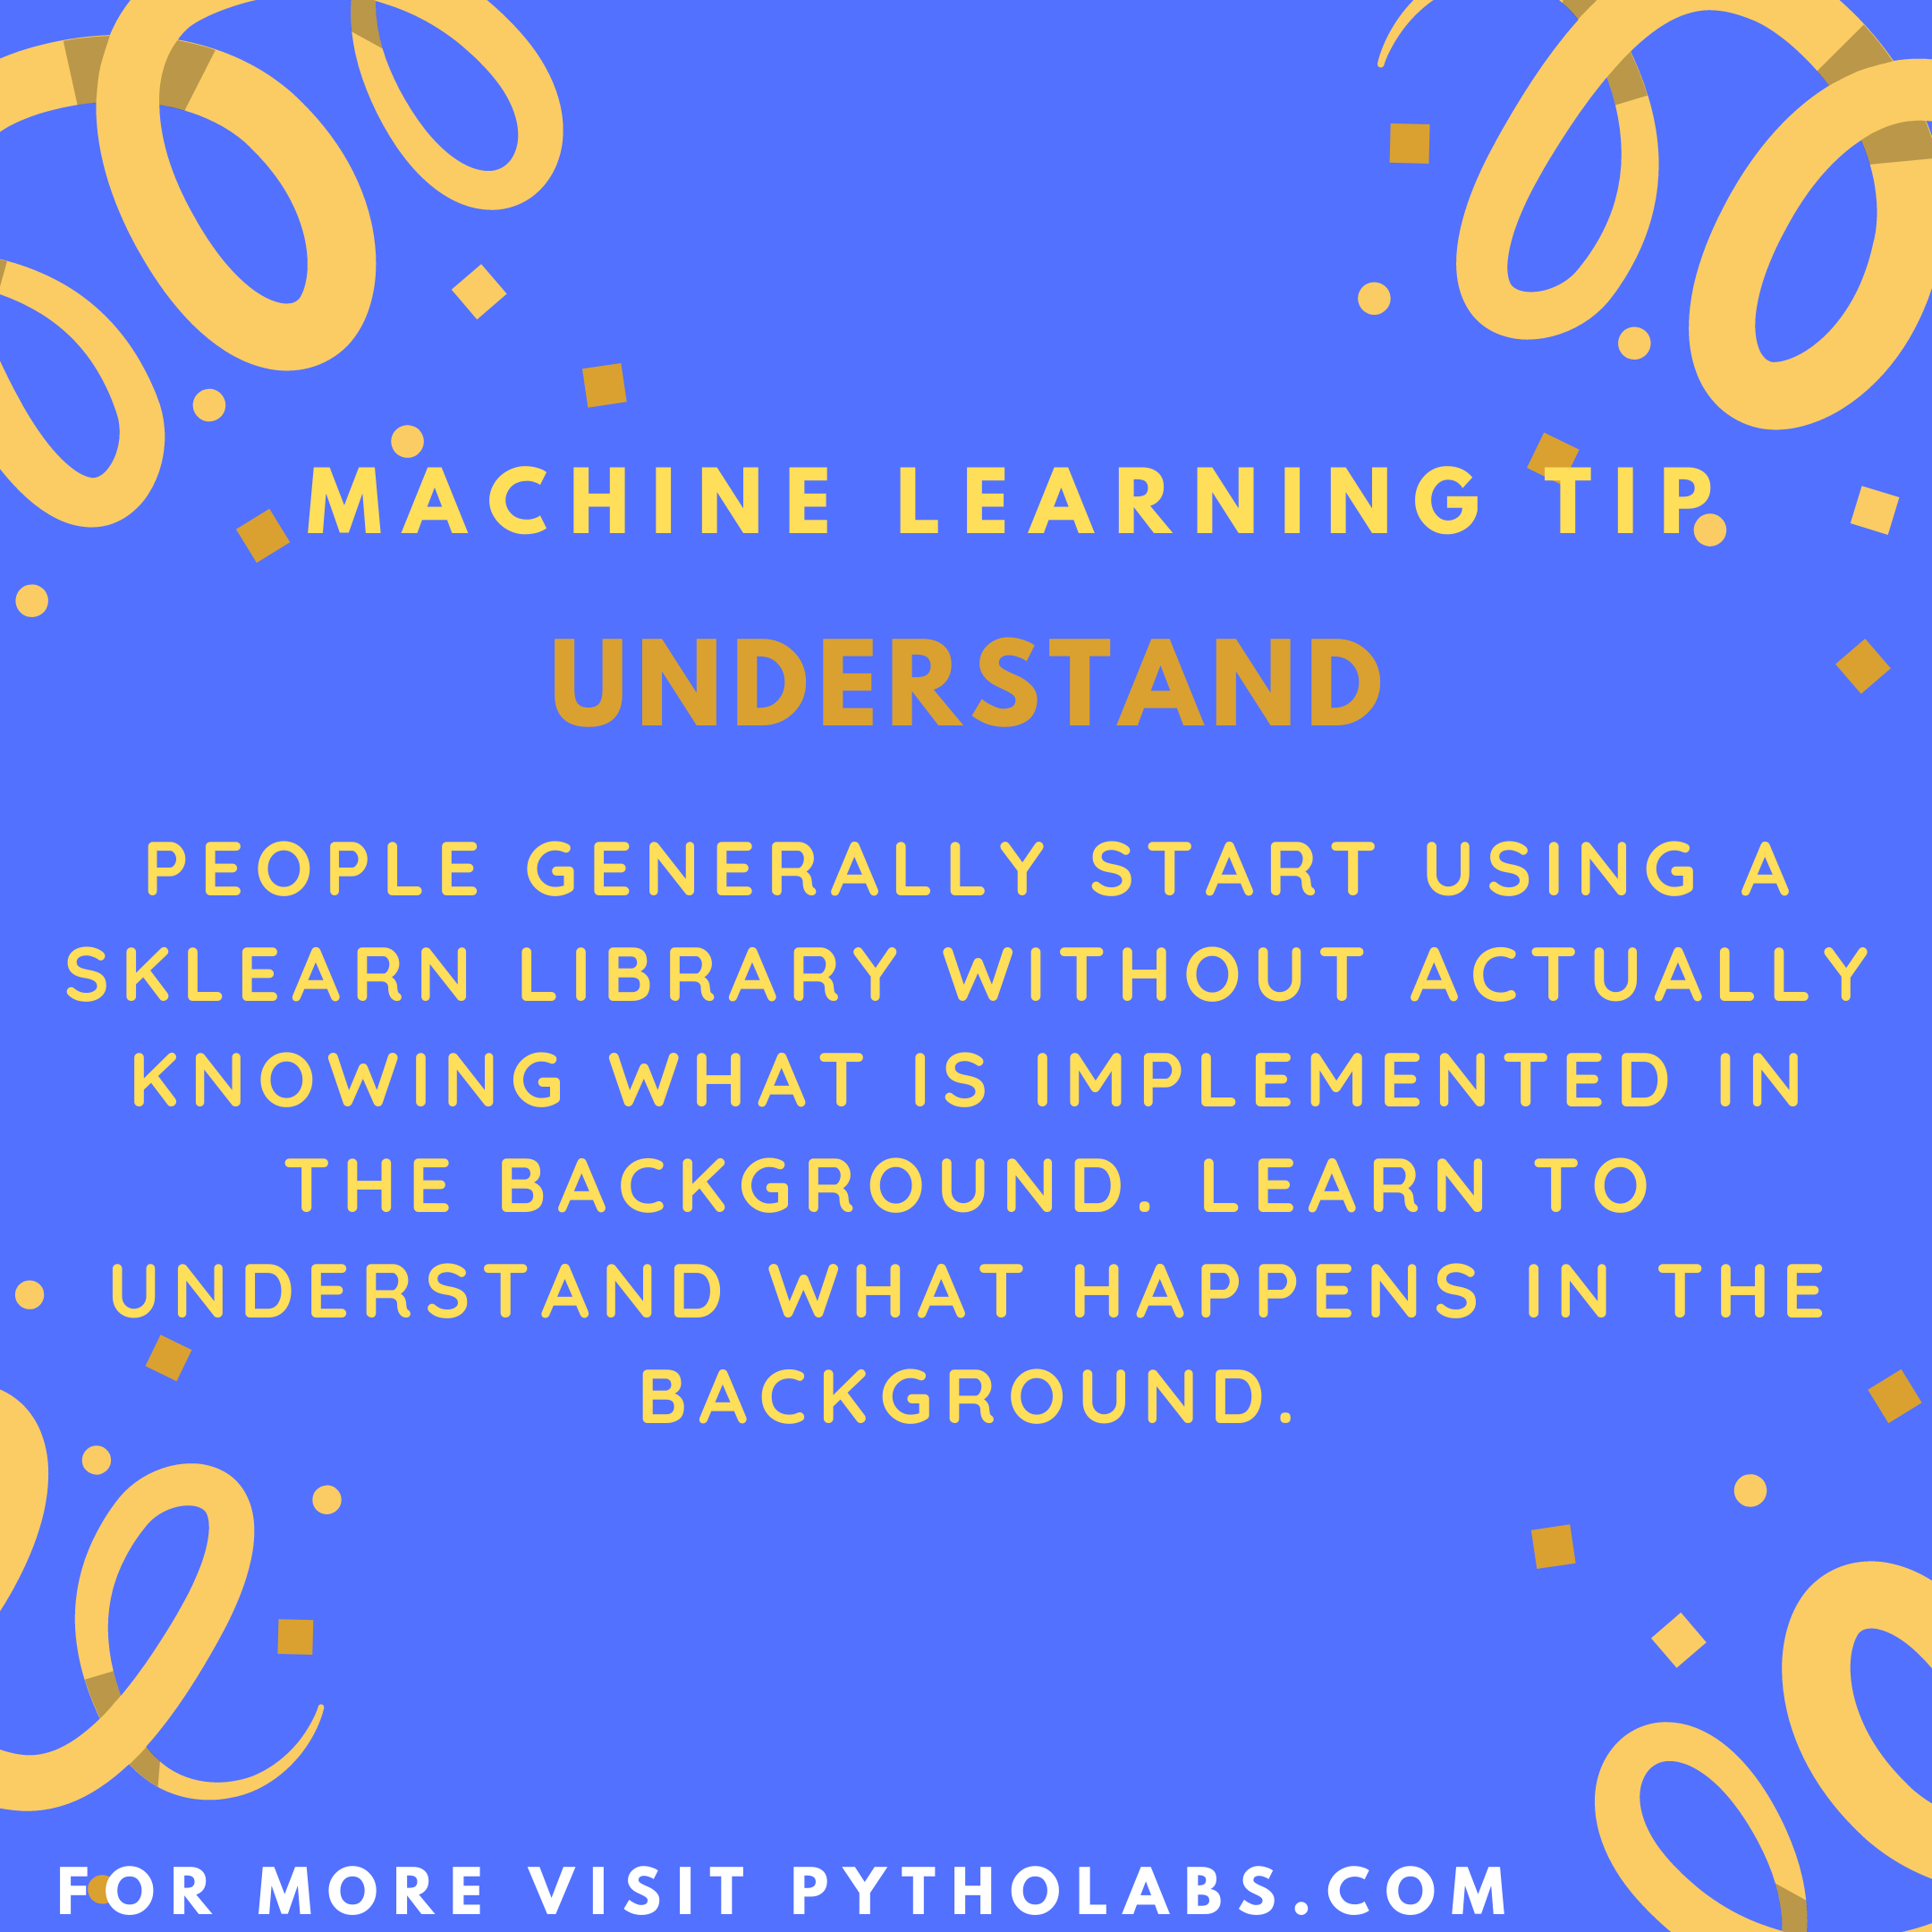 MACHINE LEARNING TIP
UNDERSTAND
PEOPLE GENERALLY START USING A
SKLEARN LIBRARY WITHOUT ACTUALLY
KNOWING WHAT IS IMPLEMENTED IN
THE BACKGROUND. LEARN TO
UNDERSTAND WHAT HAPPENS IN THE
BACKGROUND.
FOR MORE VISIT PYTHOLABS.COM